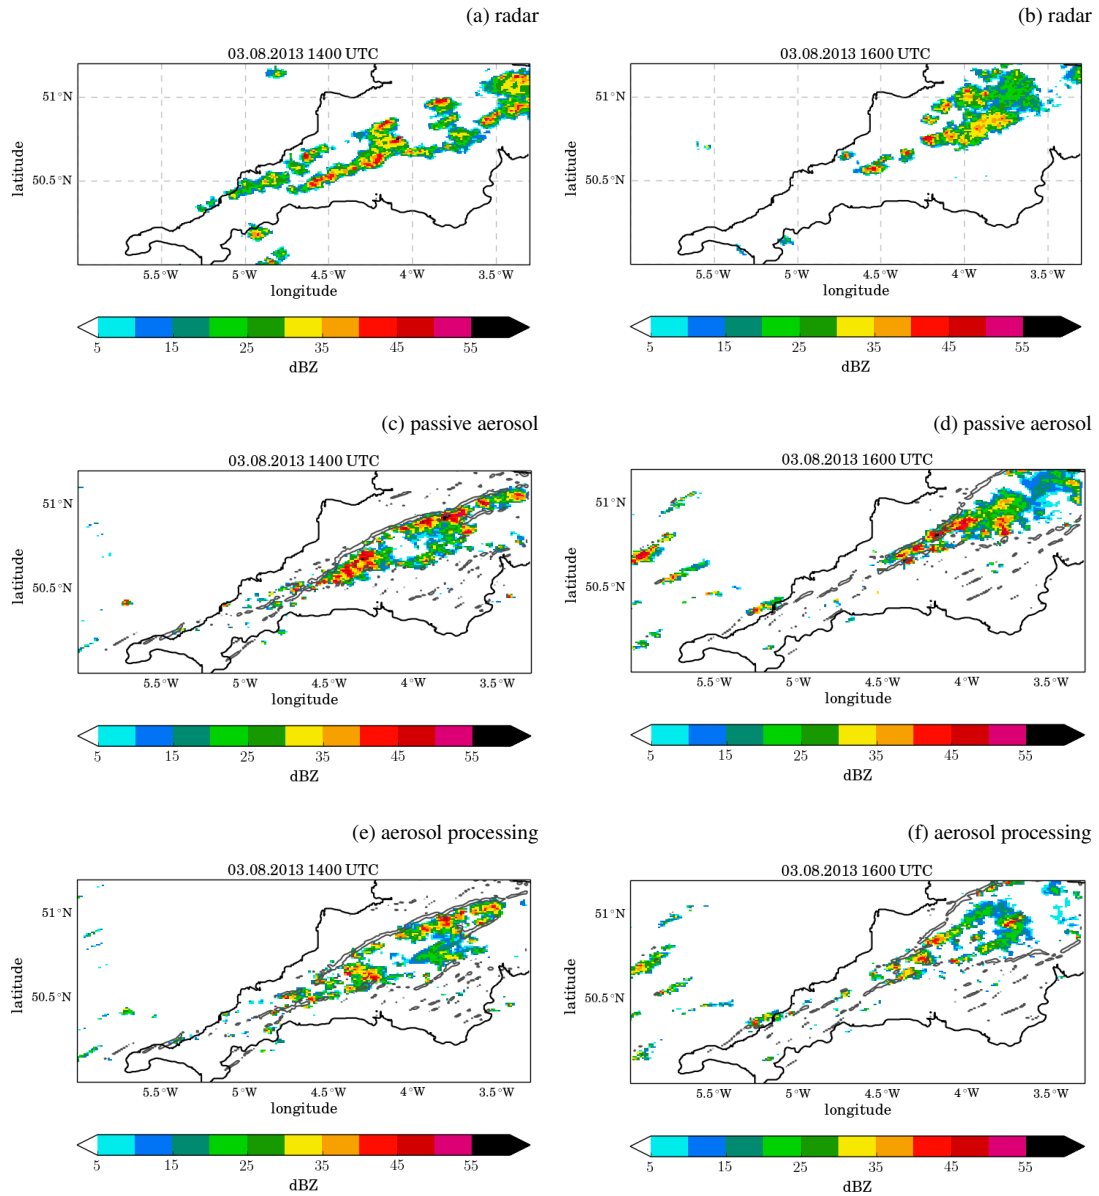 (a) radar
03.08.2013 1400 UTC
latitude
51°N
50.5°N
5.5°W 5°W 4.5°W 4°W 3.5°W
longitude
5 15 25 35 45 55
dBZ
(b) radar
03.08.2013 1600 UTC
latitude
51°N
50.5°N
5.5°W 5°W 4.5°W 4°W 3.5°W
longitude
5 15 25 35 45 55
dBZ
(c) passive aerosol
03.08.2013 1400 UTC
latitude
51°N
50.5°N
5.5°W 5°W 4.5°W 4°W 3.5°W
longitude
5 15 25 35 45 55
dBZ
(d) passive aerosol
03.08.2013 1600 UTC
latitude
51°N
50.5°N
5.5°W 5°W 4.5°W 4°W 3.5°W
longitude
5 15 25 35 45 55
dBZ
(e) aerosol processing
03.08.2013 1400 UTC
latitude
51°N
50.5°N
5.5°W 5°W 4.5°W 4°W 3.5°W
longitude
5 15 25 35 45 55
dBZ
(f) aerosol processing
03.08.2013 1600 UTC
latitude
51°N
50.5°N
5.5°W 5°W 4.5°W 4°W 3.5°W
longitude
5 15 25 35 45 55
dBZ